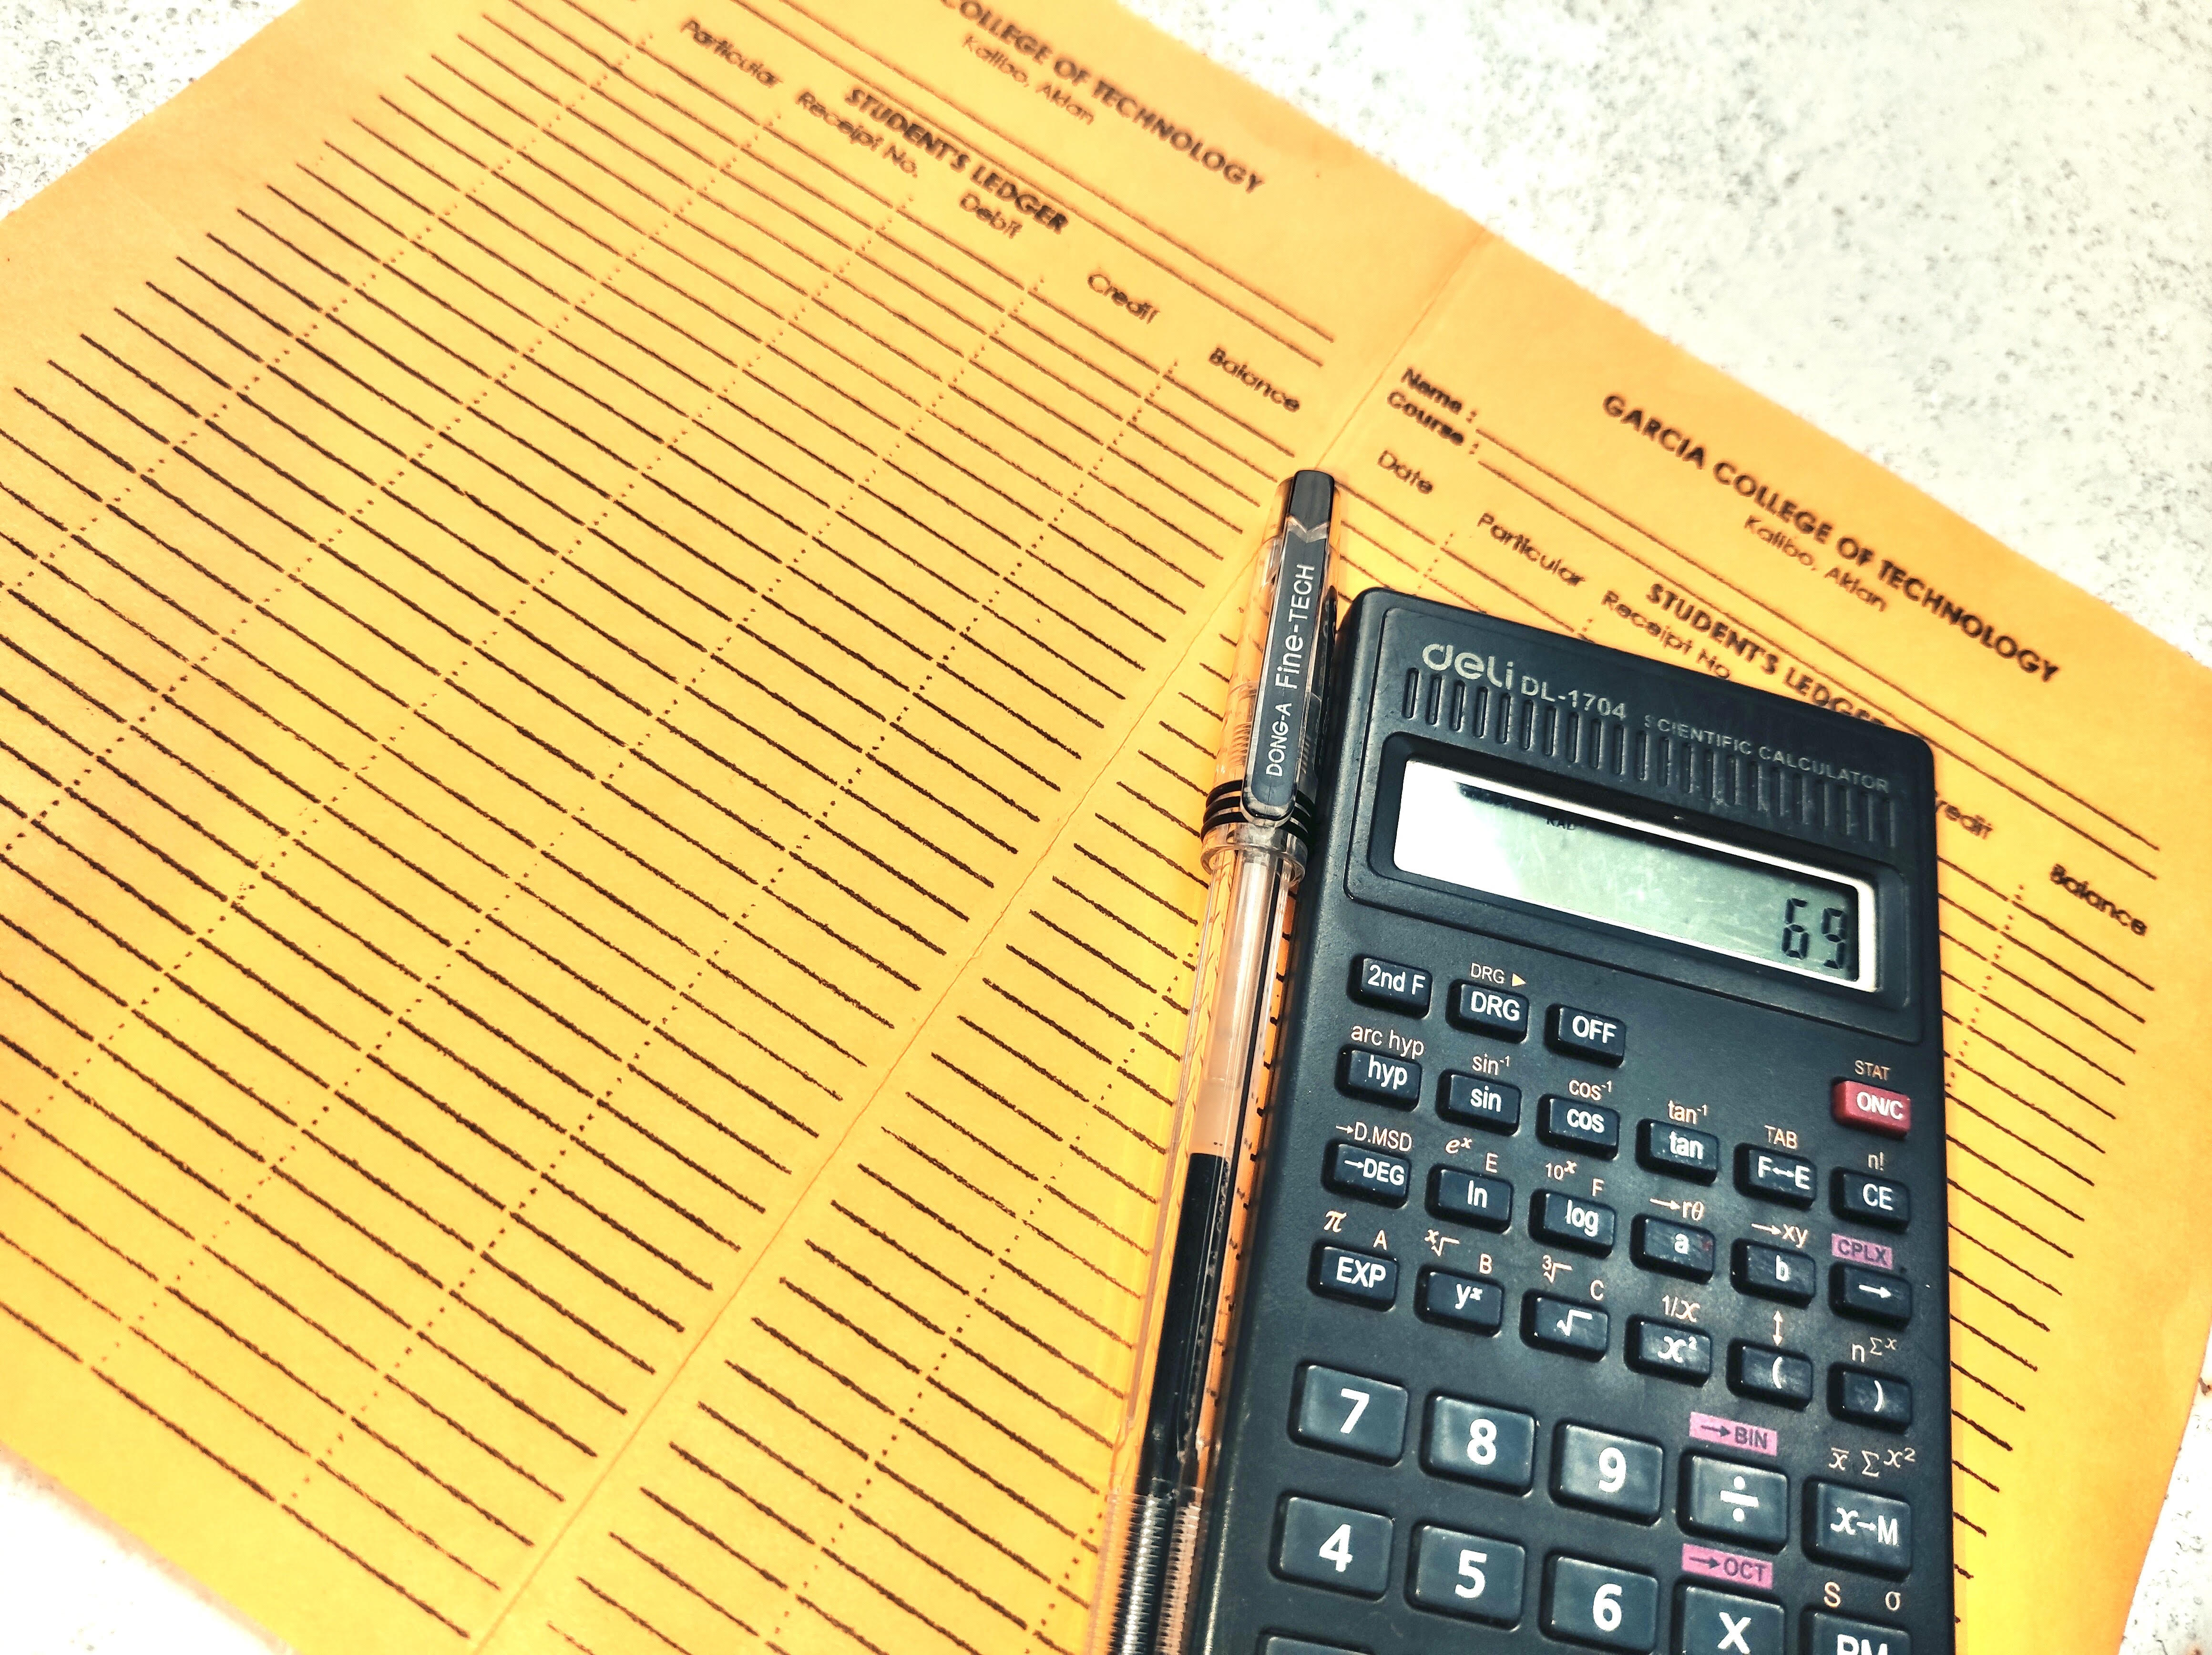 COLLEGE OF TECHNOLOGY
Kalibo, Aklan
STUDENT'S LEDGER
Particular Receipt No. Debit Credit Balance
GARCIA COLLEGE OF TECHNOLOGY
Kalibo, Aklan
STUDENT'S LEDGER
Name :
Course :
Date Particular Receipt No. Credit Balance
DONG-A Fine-TECH
deli DL-1704 SCIENTIFIC CALCULATOR
RAD
69
DRG ▶
2nd F DRG OFF
arc hyp sin⁻¹ cos⁻¹ tan⁻¹ TAB STAT
hyp sin cos tan F↔E ON/C
→D.MSD eˣ E 10ˣ F →rθ →xy n!
→DEG ln log a b CE
π A ˣ√ B ³√ C 1/x ↕ CPLX
EXP yˣ √ x² ( →
n Σx
)
→BIN x̄ Σx²
7 8 9 ÷ x→M
→OCT S σ
4 5 6 X RM